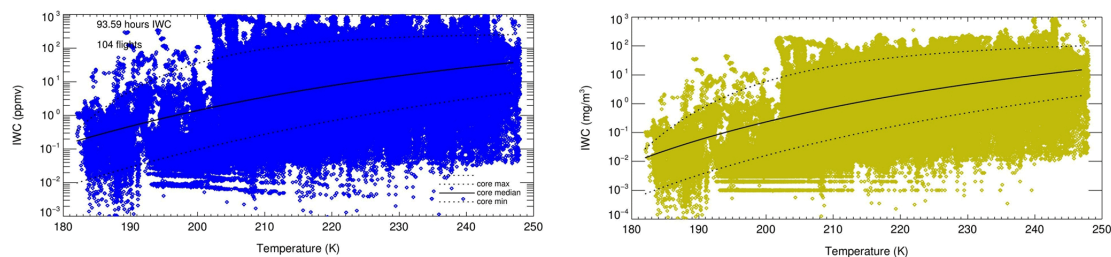 93.59 hours IWC
104 flights
10³
10²
10¹
10⁰
10⁻¹
10⁻²
10⁻³
IWC (ppmv)
core max
core median
core min
180 190 200 210 220 230 240 250
Temperature (K)
10³
10²
10¹
10⁰
10⁻¹
10⁻²
10⁻³
10⁻⁴
IWC (mg/m³)
180 190 200 210 220 230 240 250
Temperature (K)